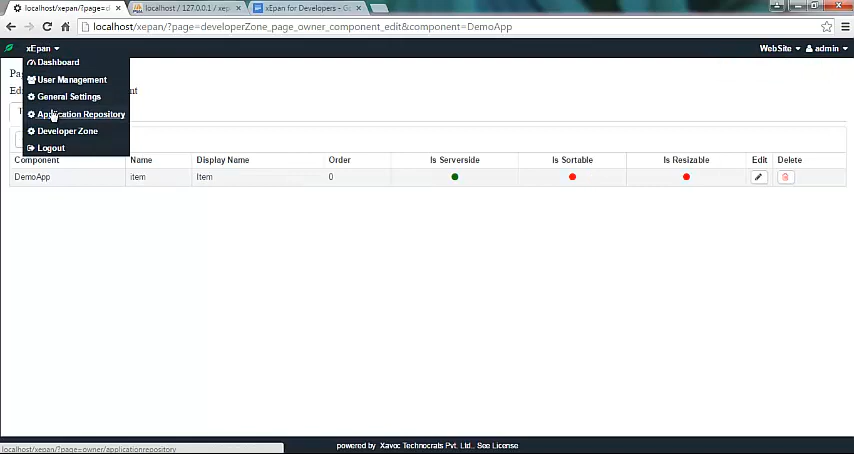 localhost/xepan/?page=d
localhost / 127.0.0.1 / xep
xEpan for Developers - Go
localhost/xepan/?page=developerZone_page_owner_component_edit&component=DemoApp
xEpan
WebSite
admin
Dashboard
User Management
General Settings
Application Repository
Developer Zone
Logout
Component Name Display Name Order Is Serverside Is Sortable Is Resizable Edit Delete
DemoApp item Item 0
localhost/xepan/?page=owner/applicationrepository
powered by Xavoc Technocrats Pvt. Ltd.. See License